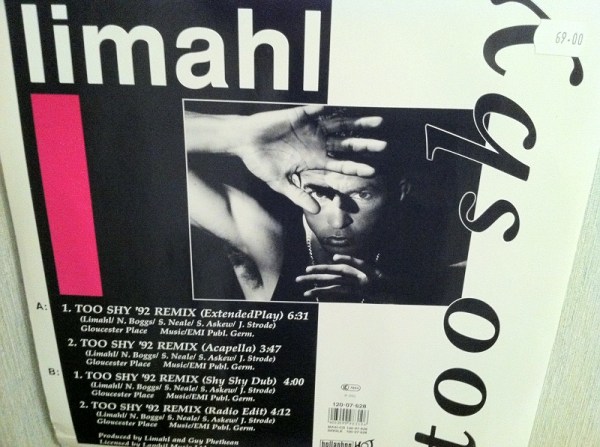 limahl
69.00
too shy
A: 1. TOO SHY '92 REMIX (ExtendedPlay) 6:31
(Limahl/ N. Boggs/ S. Neale/ S. Askew/ J. Strode)
Gloucester Place Music/EMI Publ. Germ.
2. TOO SHY '92 REMIX (Acapella) 3:47
(Limahl/ N. Boggs/ S. Neale/ S. Askew/ J. Strode)
Gloucester Place Music/EMI Publ. Germ.
B: 1. TOO SHY '92 REMIX (Shy Shy Dub) 4:00
(Limahl/ N. Boggs/ S. Neale/ S. Askew/ J. Strode)
Gloucester Place Music/EMI Publ. Germ.
2. TOO SHY '92 REMIX (Radio Edit) 4:12
(Limahl/ N. Boggs/ S. Neale/ S. Askew/ J. Strode)
Gloucester Place Music/EMI Publ. Germ.
Produced by Limahl and Guy Phethean
Licensed by
120-07-628